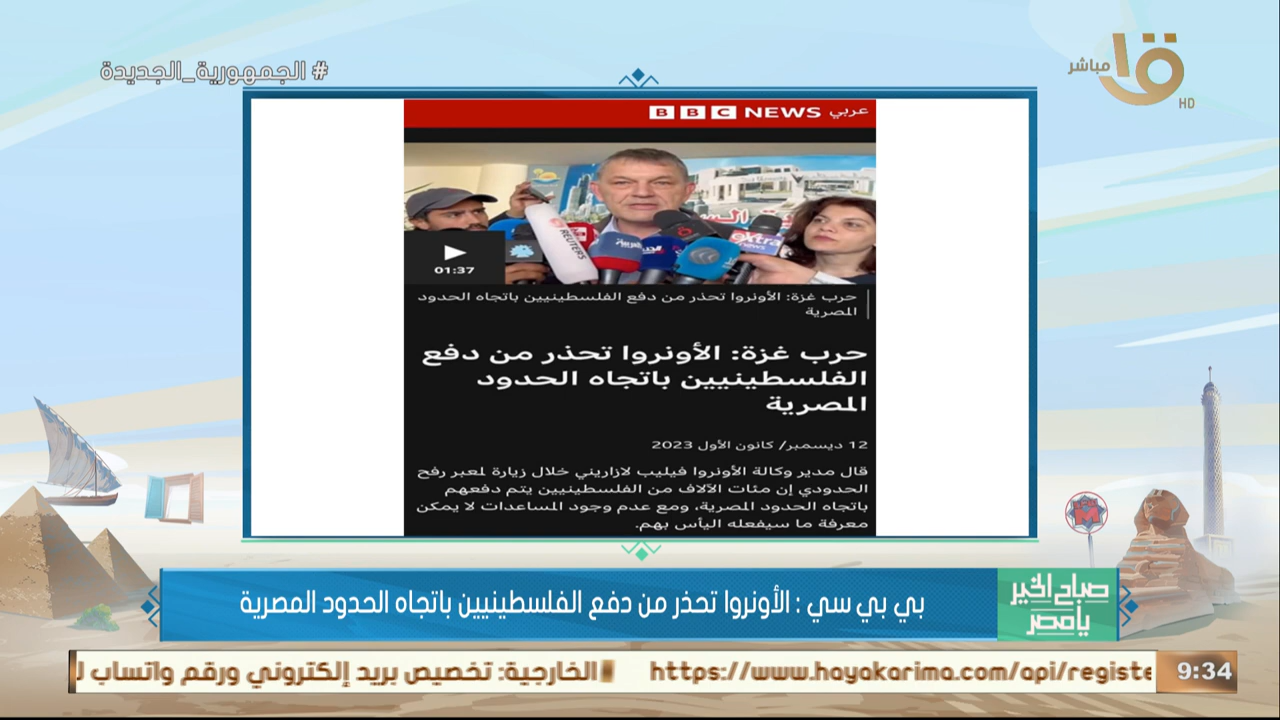 # الجمهورية_الجديدة
مباشر
HD
BBC NEWS عربي
REUTERS
العربية
extra
news
01:37
حرب غزة: الأونروا تحذر من دفع الفلسطينيين باتجاه الحدود
المصرية
حرب غزة: الأونروا تحذر من دفع
الفلسطينيين باتجاه الحدود
المصرية
12 ديسمبر/ كانون الأول 2023
قال مدير وكالة الأونروا فيليب لازاريني خلال زيارة لمعبر رفح
الحدودي إن مئات الآلاف من الفلسطينيين يتم دفعهم
باتجاه الحدود المصرية، ومع عدم وجود المساعدات لا يمكن
معرفة ما سيفعله اليأس بهم.
صباح الخير
يا مصر
بي بي سي : الأونروا تحذر من دفع الفلسطينيين باتجاه الحدود المصرية
https://www.hayakarima.com/api/registe
الخارجية: تخصيص بريد إلكتروني ورقم واتساب ل
9:34